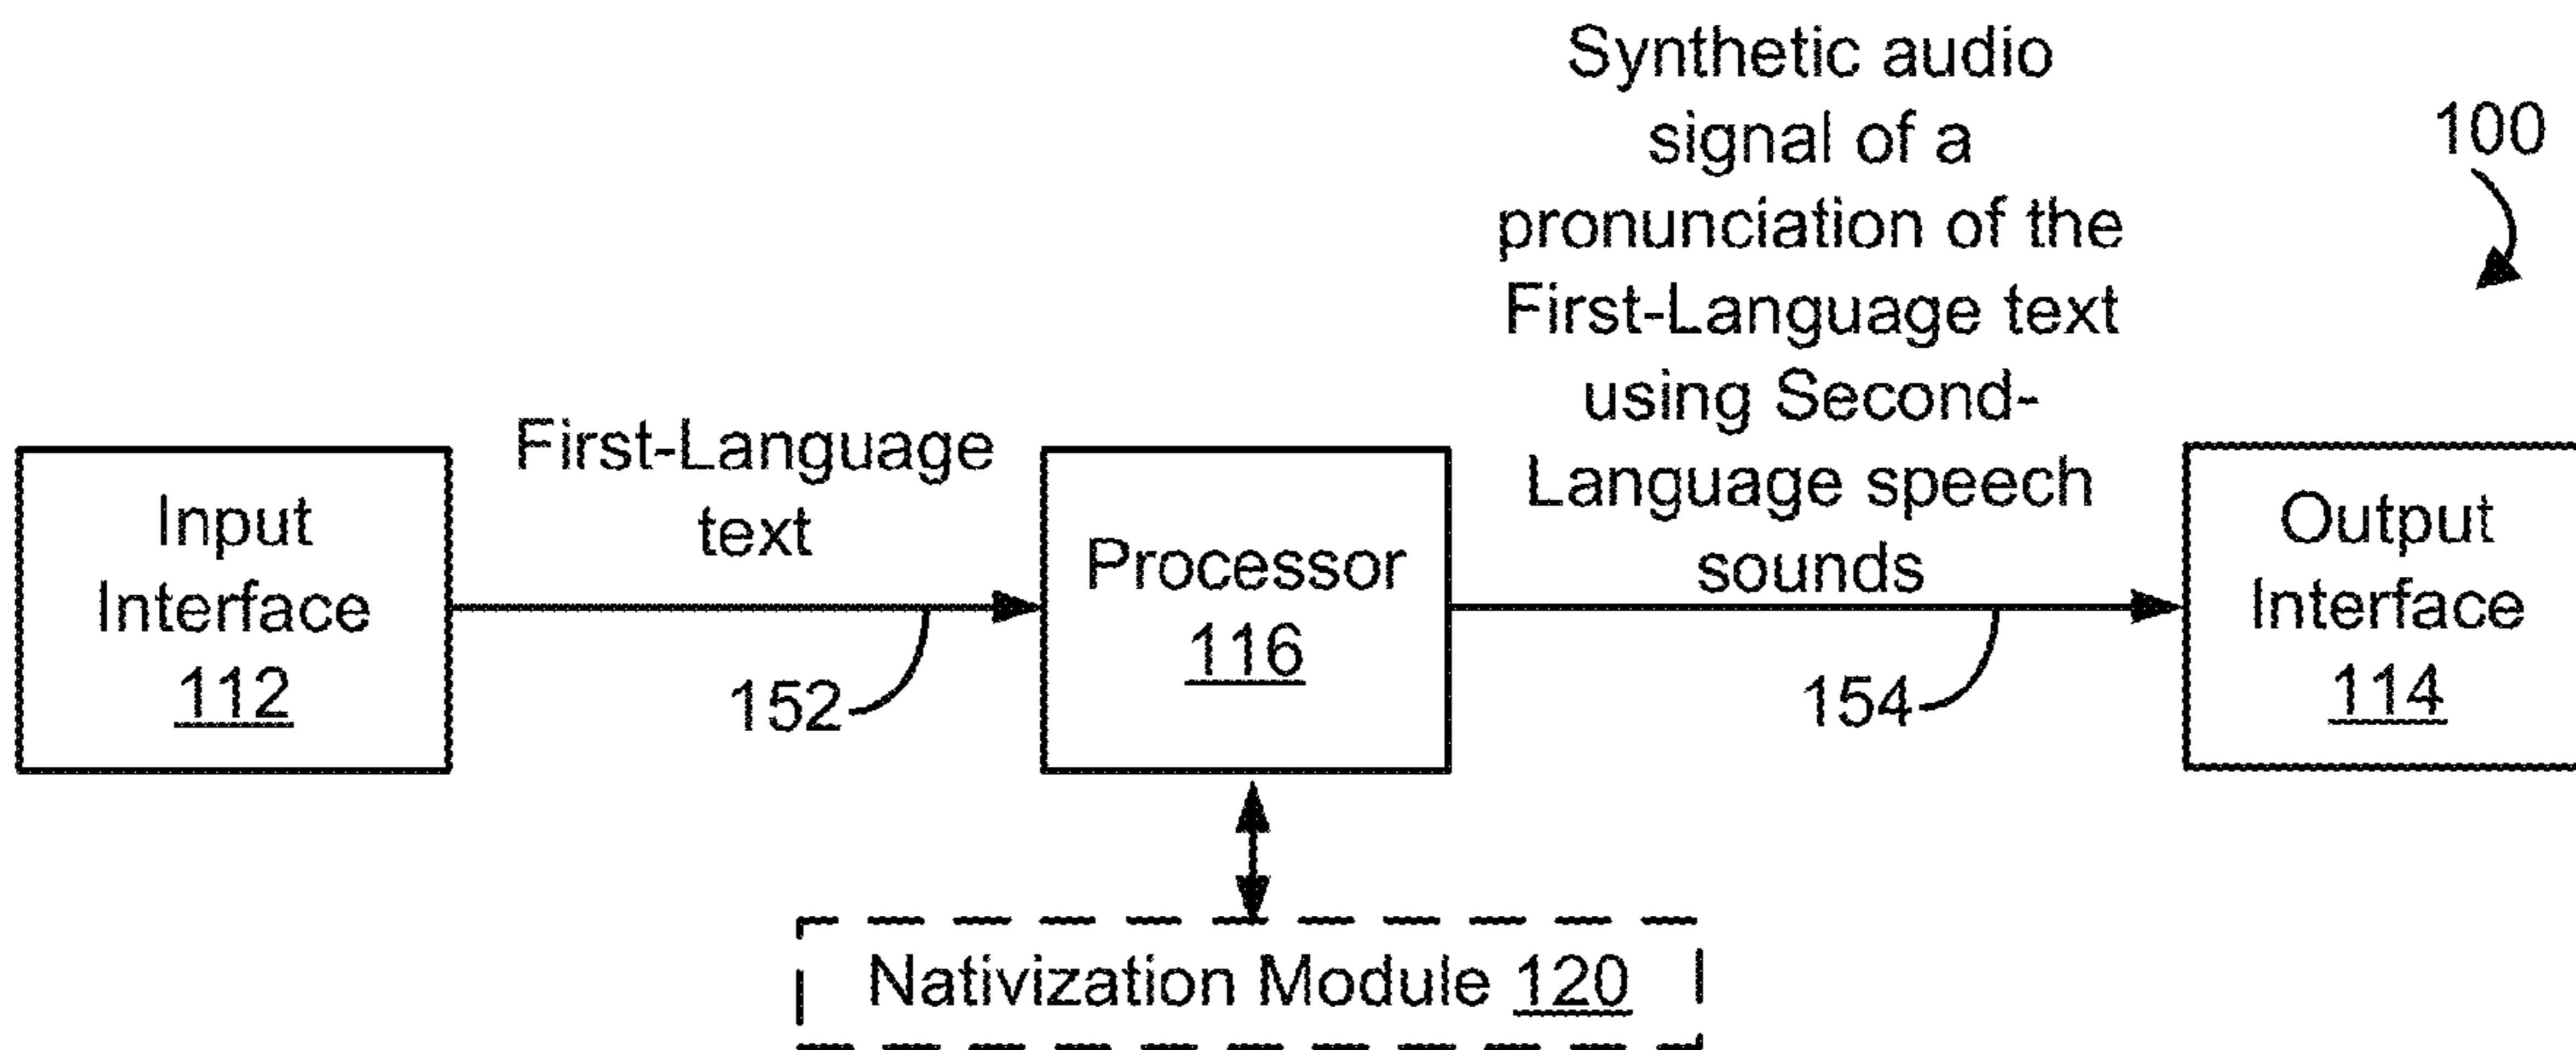 Synthetic audio
signal of a
pronunciation of the
First-Language text
using Second-
Language speech
sounds
100
Input
Interface
112
First-Language
text
152
Processor
116
154
Output
Interface
114
Nativization Module 120